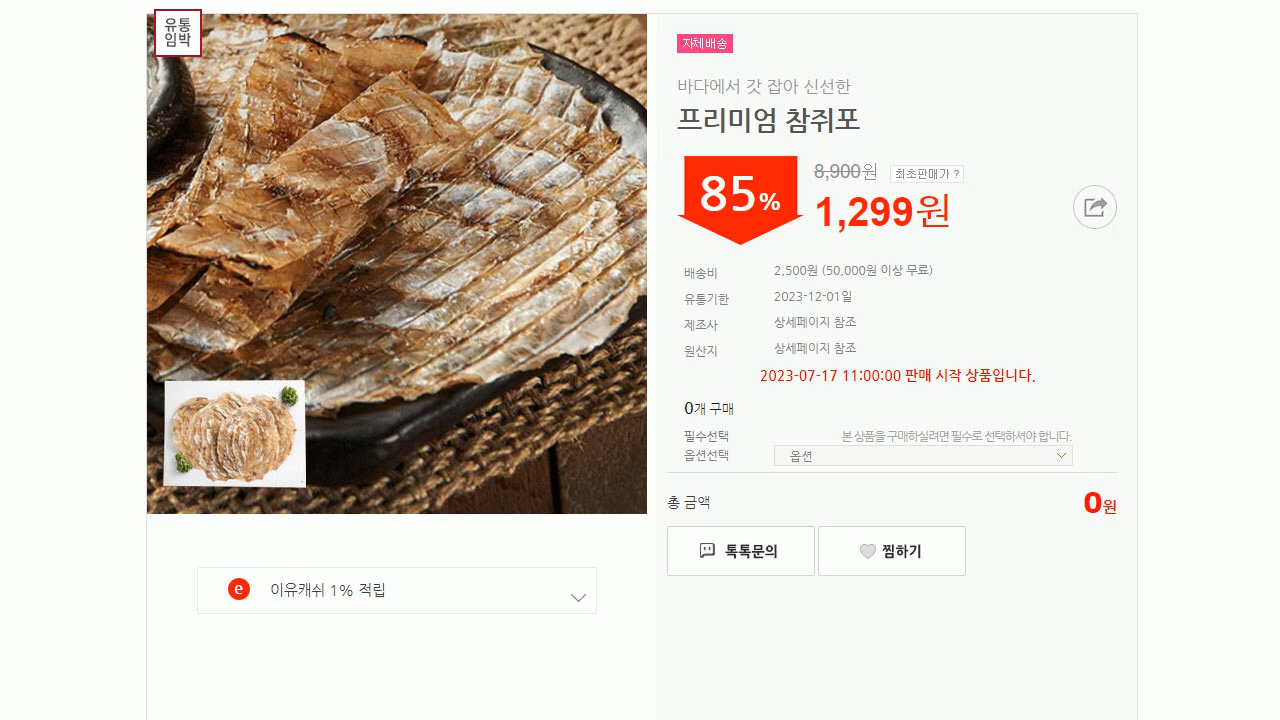 유통
임박
자체배송
바다에서 갓 잡아 신선한
프리미엄 참쥐포
85%
8,900원 최초판매가 ?
1,299원
배송비 2,500원 (50,000원 이상 무료)
유통기한 2023-12-01일
제조사 상세페이지 참조
원산지 상세페이지 참조
2023-07-17 11:00:00 판매 시작 상품입니다.
0개 구매
필수선택 본 상품을 구매하실려면 필수로 선택하셔야 합니다.
옵션선택 옵션
총 금액 0원
톡톡문의 찜하기
e 이유캐쉬 1% 적립